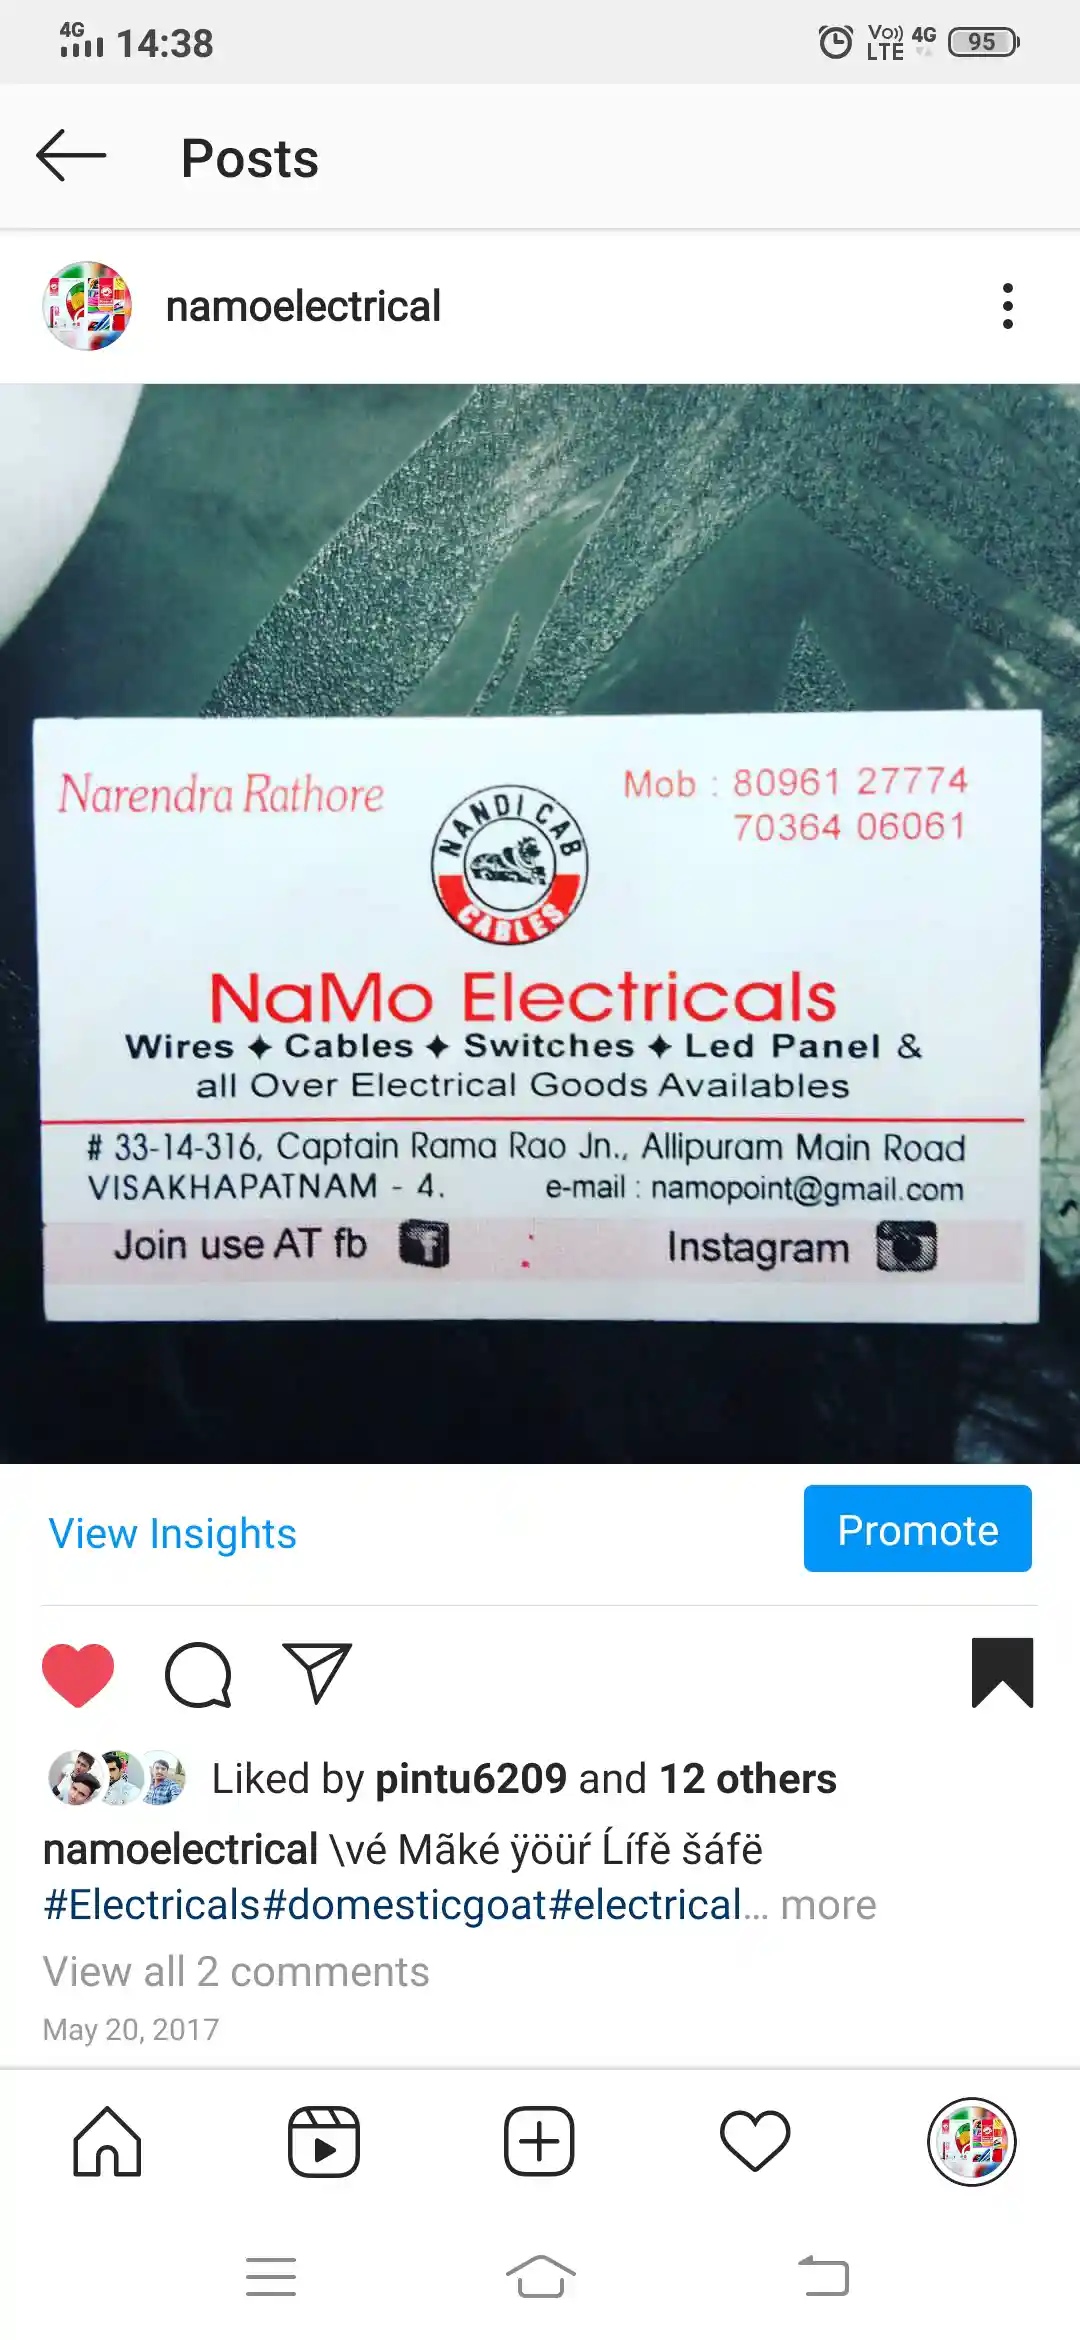 4G 14:38 Vo)) LTE 4G 95
Posts
namoelectrical
Narendra Rathore
Mob : 80961 27774
70364 06061
NANDI CAB
CABLES
NaMo Electricals
Wires ✦ Cables ✦ Switches ✦ Led Panel &
all Over Electrical Goods Availables
# 33-14-316, Captain Rama Rao Jn., Allipuram Main Road
VISAKHAPATNAM - 4. e-mail : namopoint@gmail.com
Join use AT fb f Instagram
View Insights Promote
Liked by pintu6209 and 12 others
namoelectrical \vé Mãké ÿöüŕ Ĺífě šáfë
#Electricals#domesticgoat#electrical... more
View all 2 comments
May 20, 2017